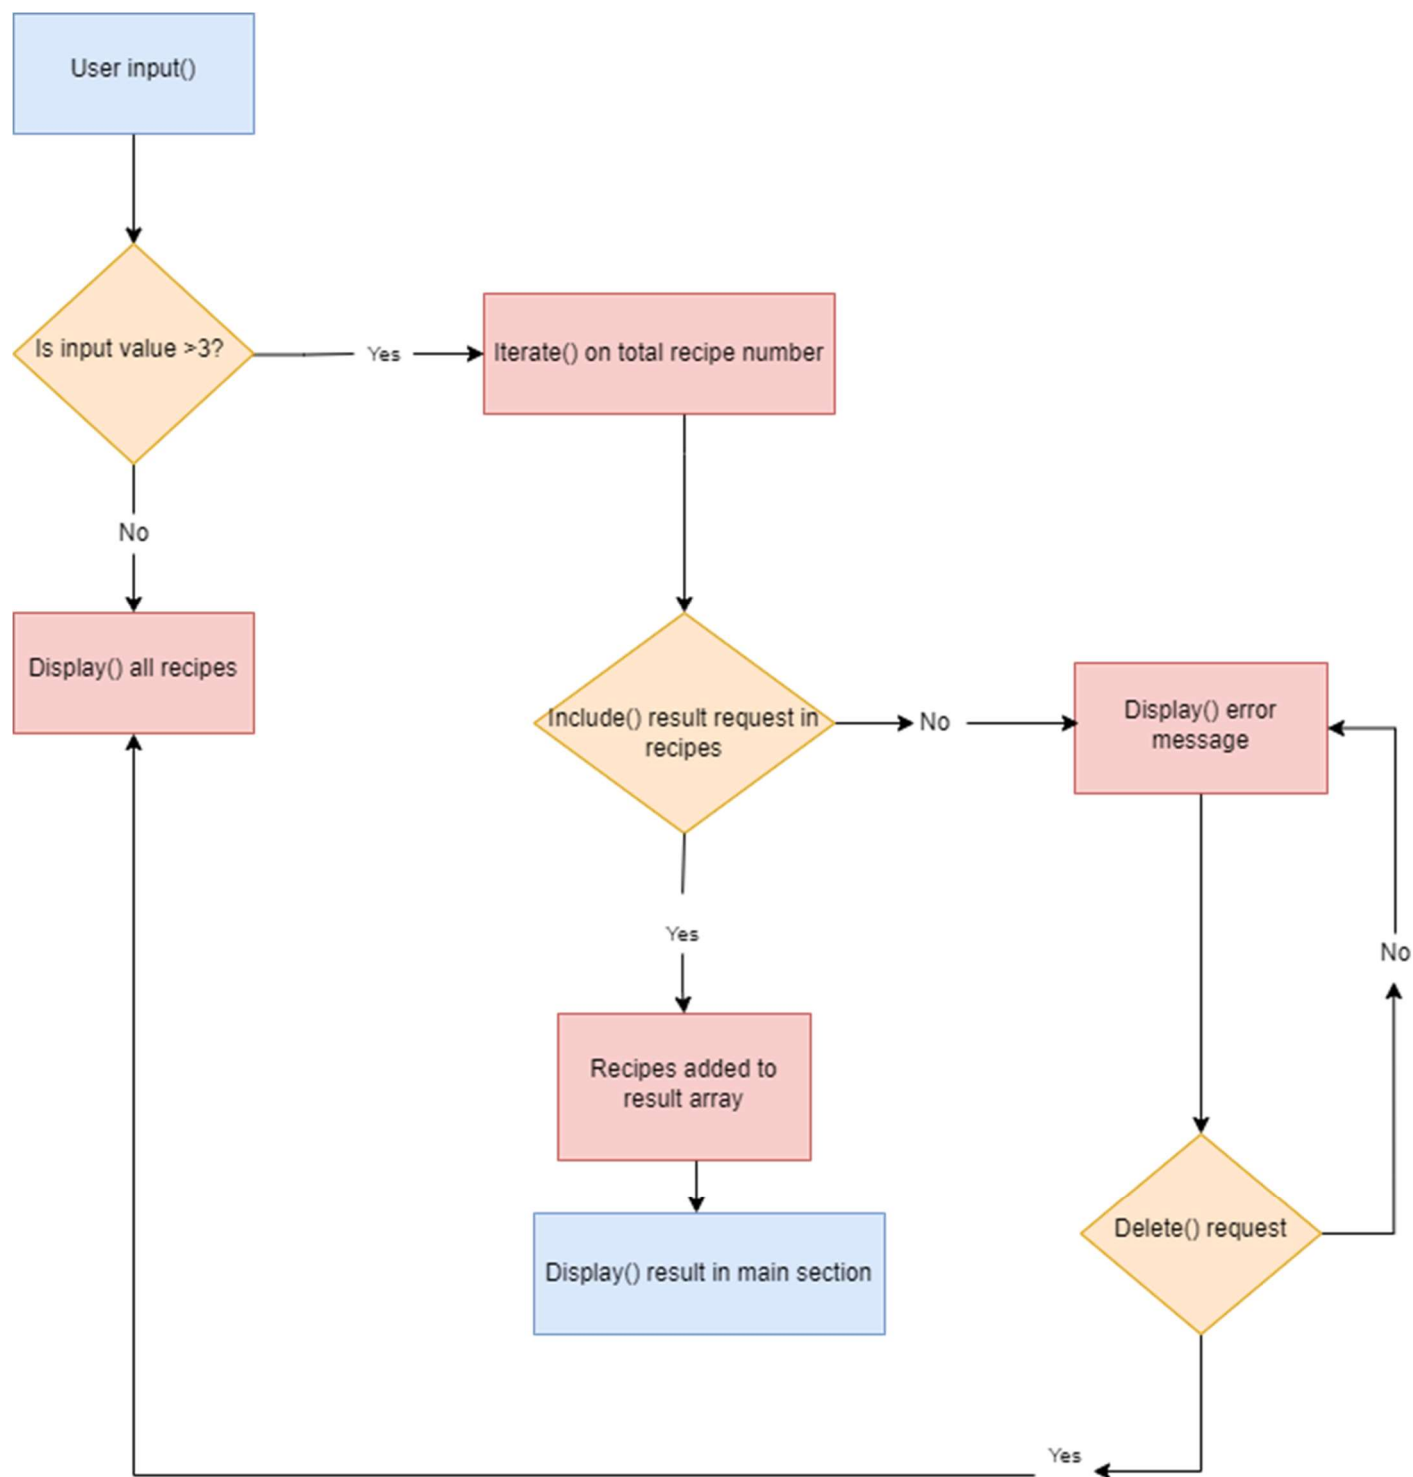 User input()
Is input value >3?
Yes
Iterate() on total recipe number
No
Display() all recipes
Include() result request in
recipes
No
Display() error
message
Yes
No
Recipes added to
result array
Delete() request
Display() result in main section
Yes